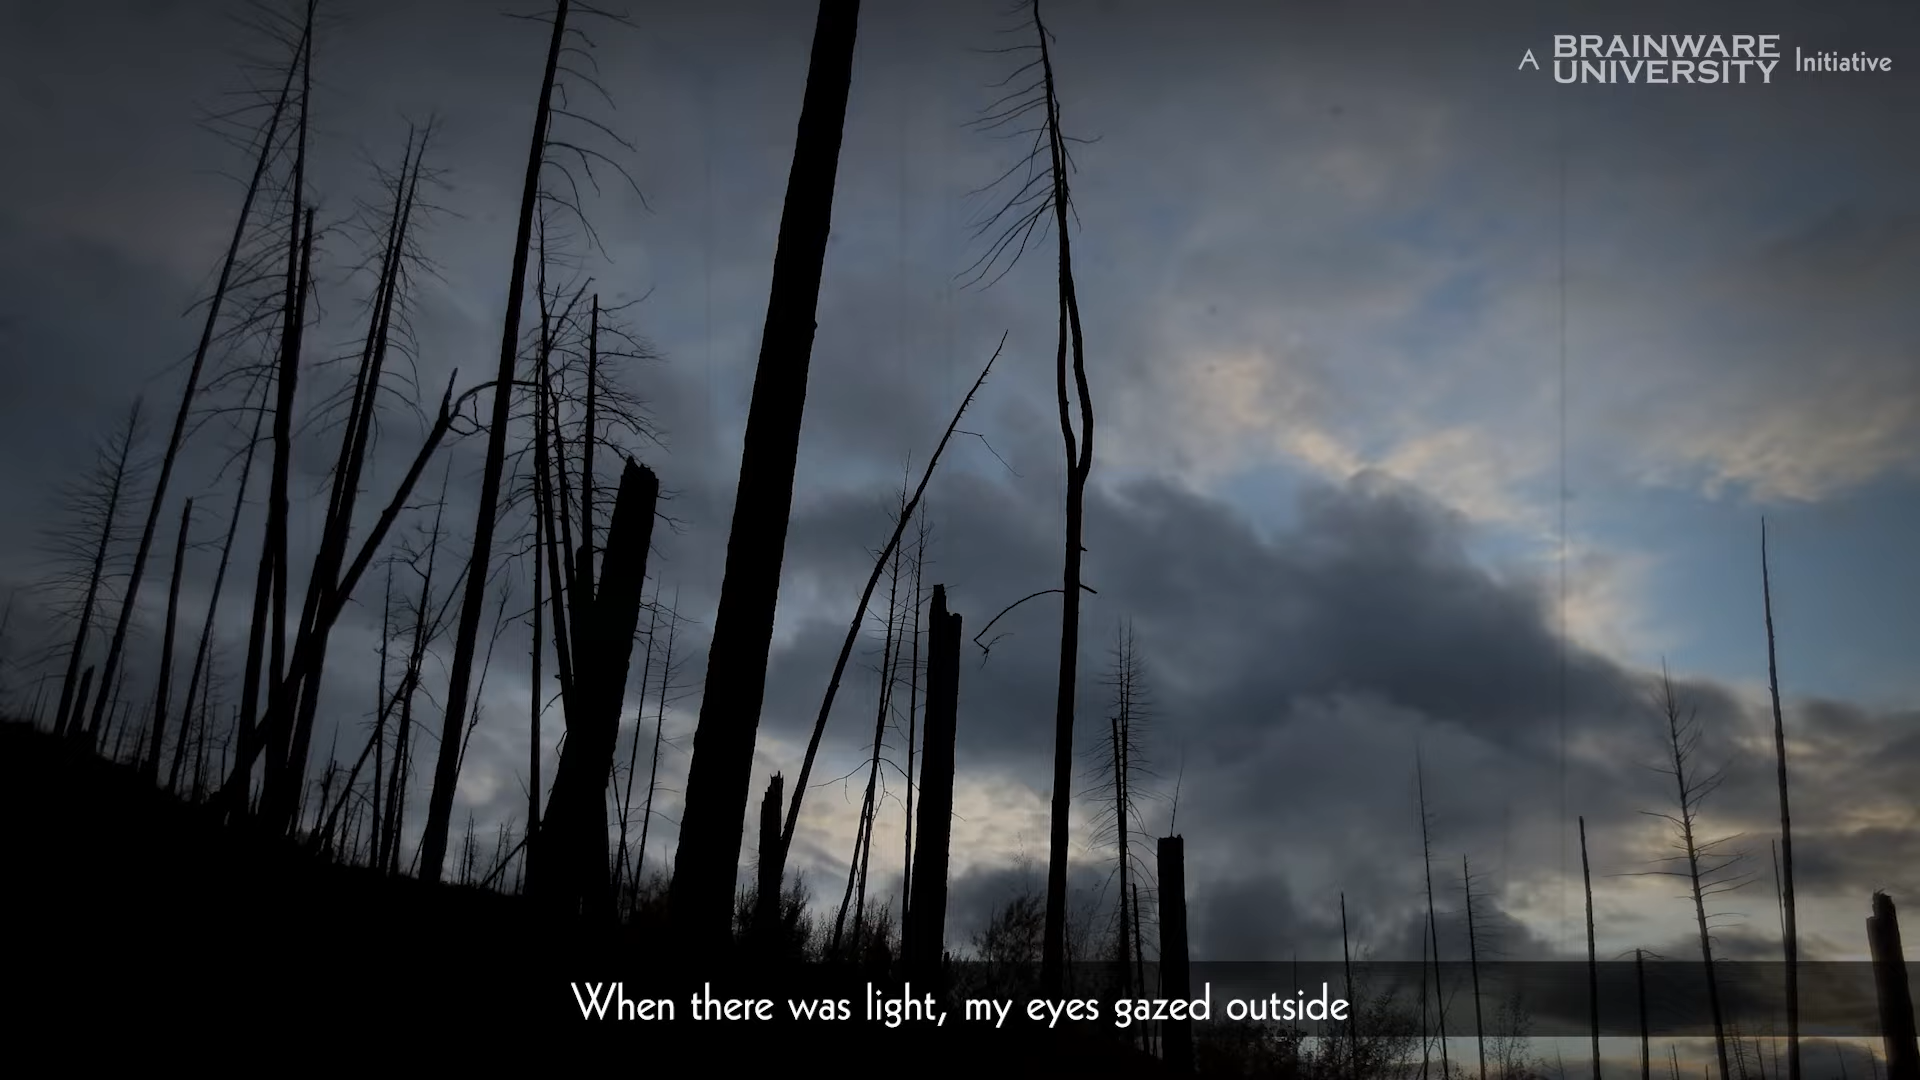 A BRAINWARE UNIVERSITY Initiative
When there was light, my eyes gazed outside